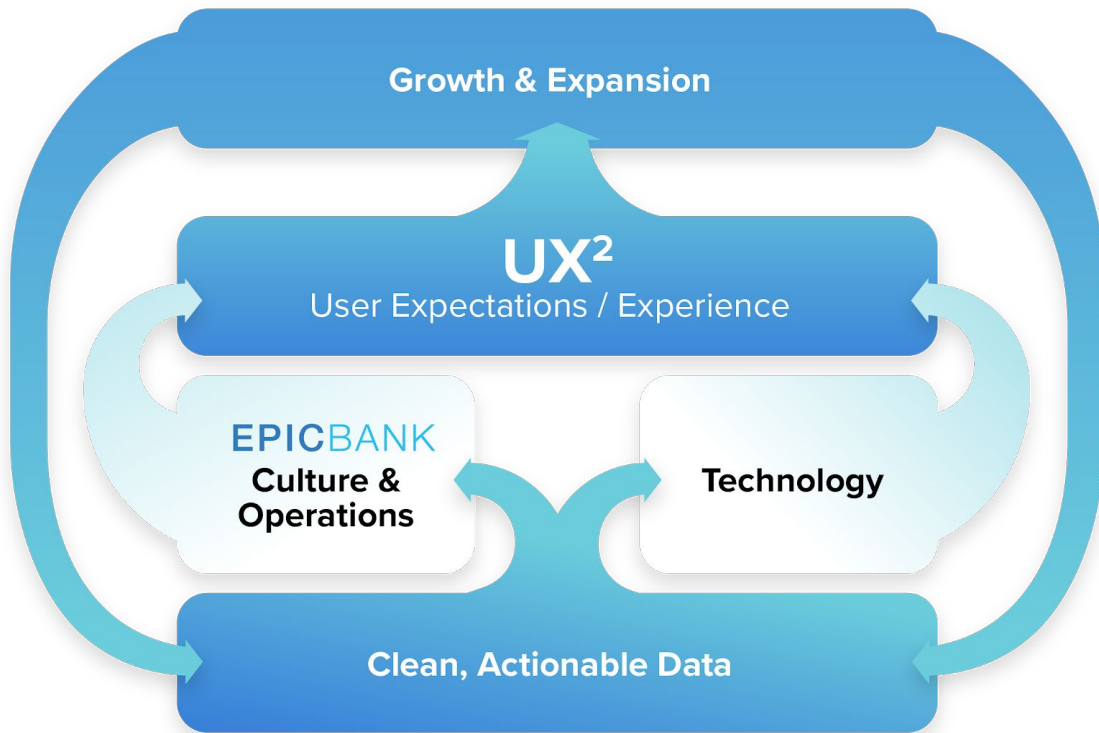 Growth & Expansion
UX²
User Expectations / Experience
EPICBANK
Culture &
Operations
Technology
Clean, Actionable Data